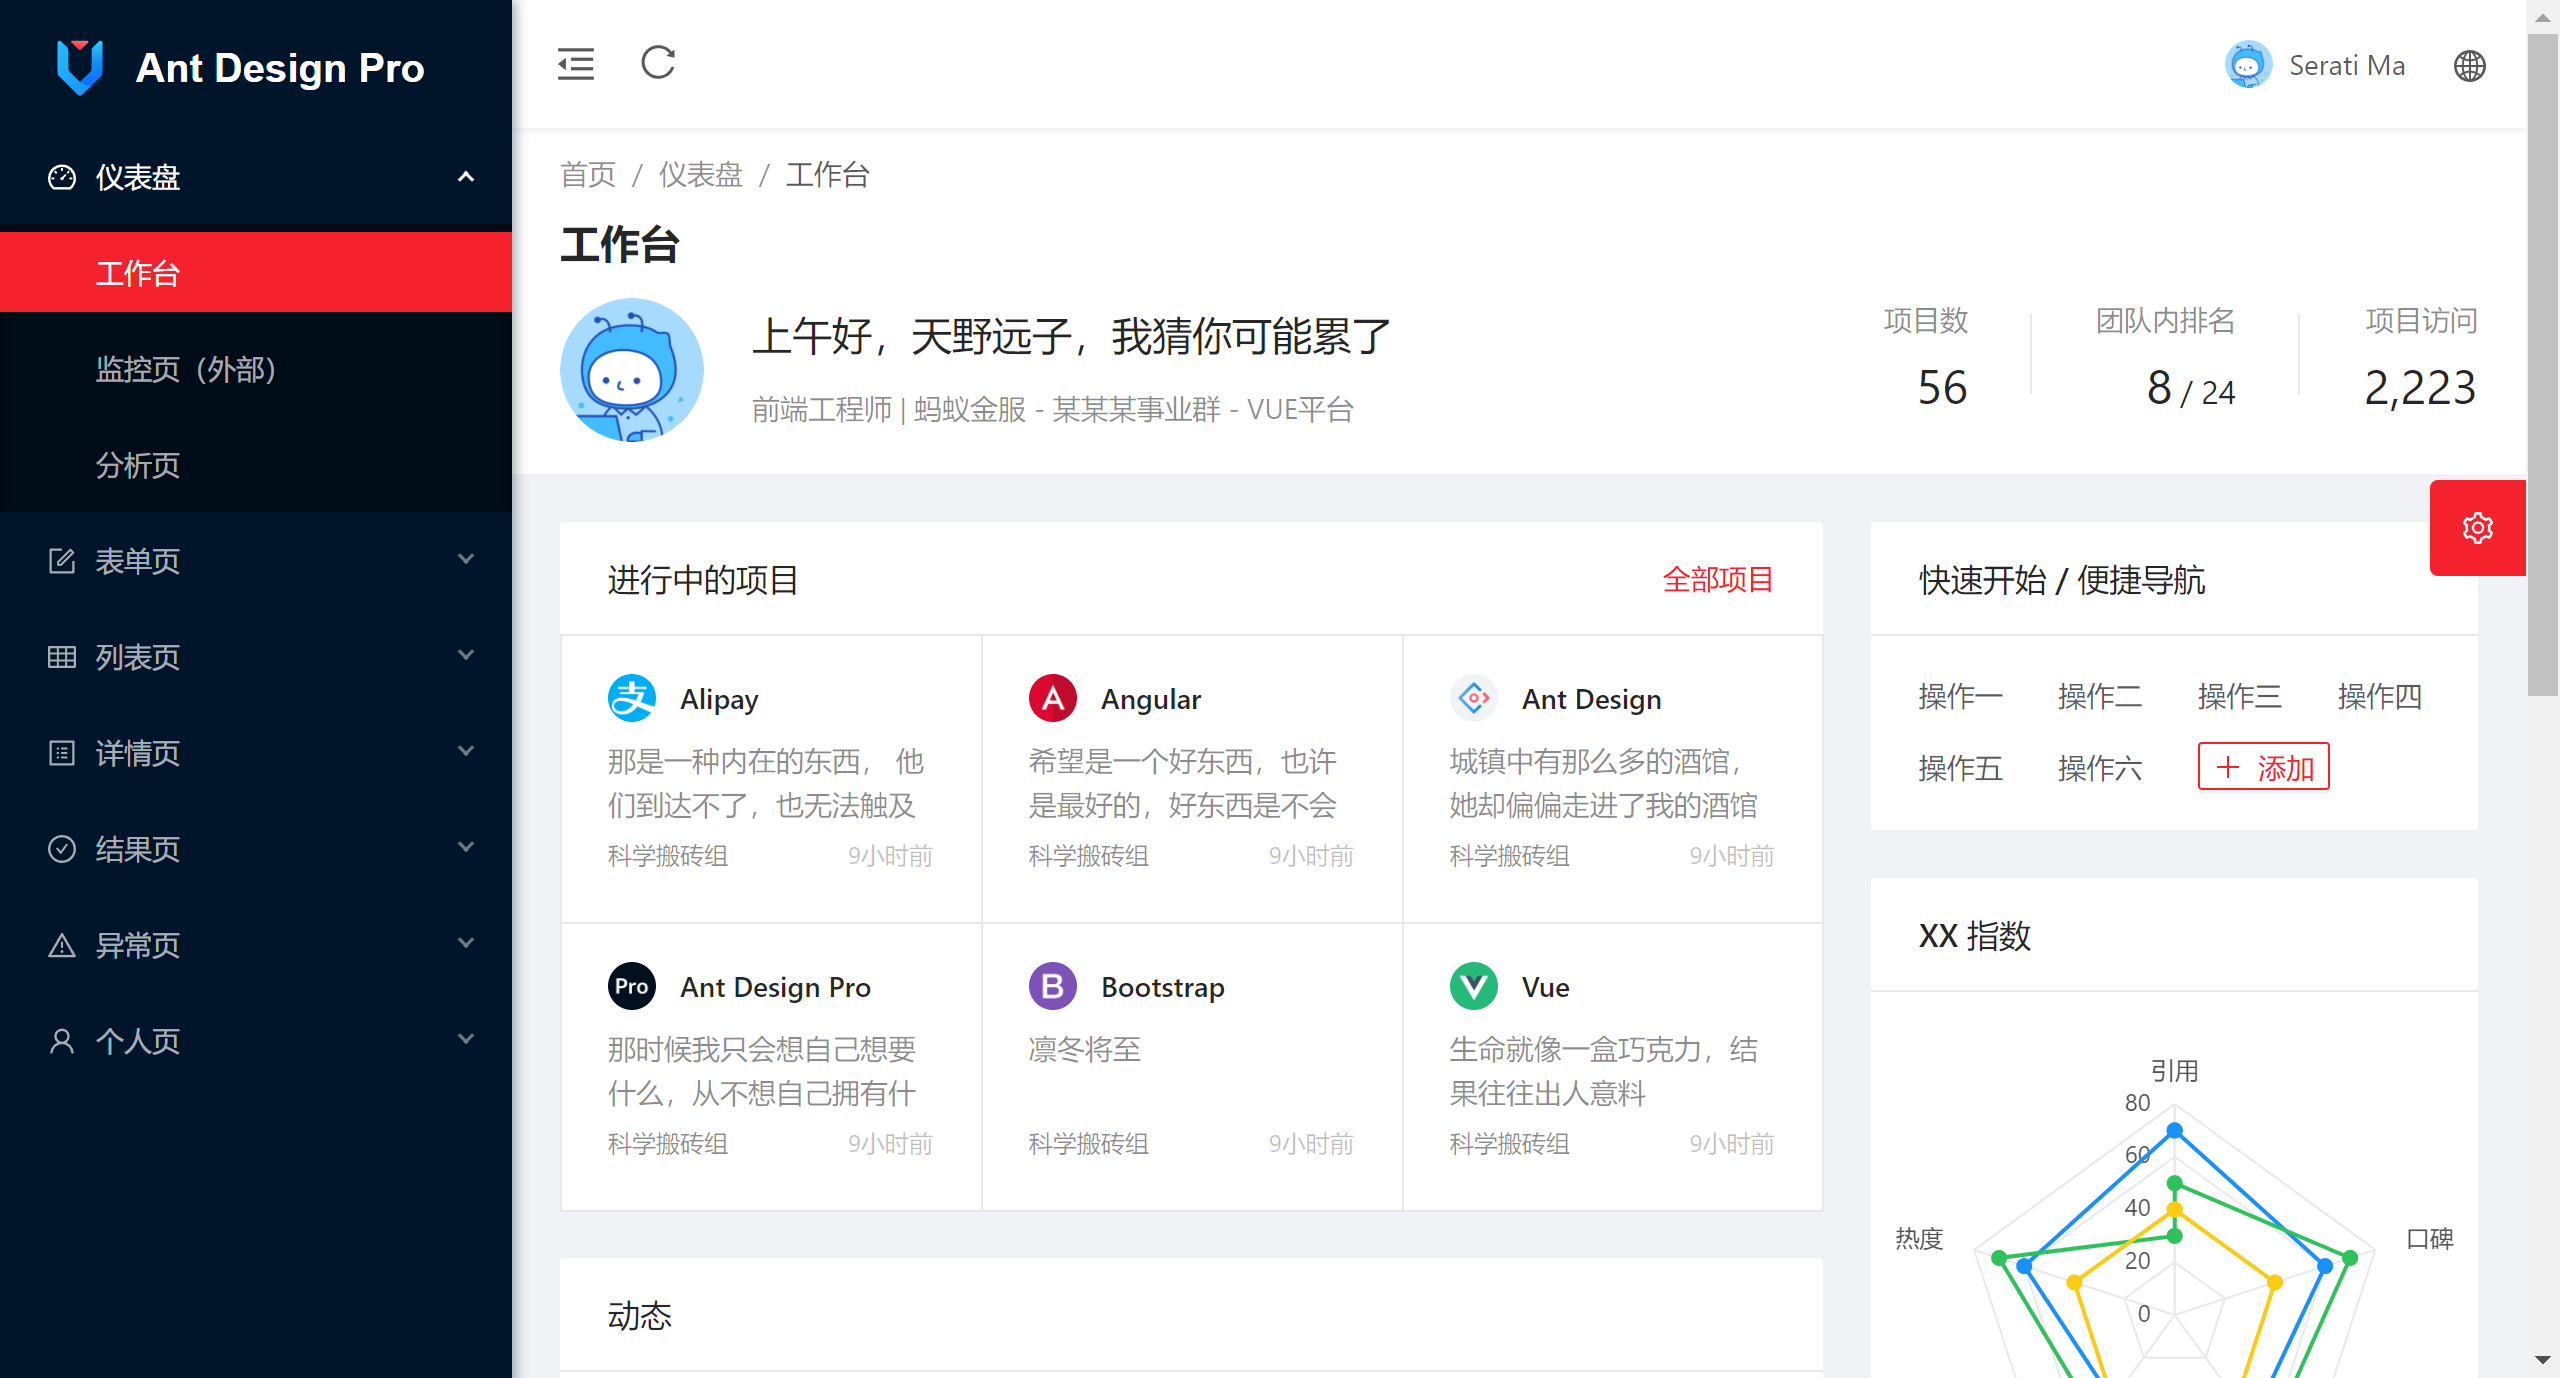 Ant Design Pro
仪表盘
工作台
监控页（外部）
分析页
表单页
列表页
详情页
结果页
异常页
个人页
Serati Ma
首页 / 仪表盘 / 工作台
工作台
上午好，天野远子，我猜你可能累了
前端工程师 | 蚂蚁金服 - 某某某事业群 - VUE平台
项目数
56
团队内排名
8 / 24
项目访问
2,223
进行中的项目
全部项目
Alipay
那是一种内在的东西， 他
们到达不了，也无法触及
科学搬砖组
9小时前
Angular
希望是一个好东西，也许
是最好的，好东西是不会
科学搬砖组
9小时前
Ant Design
城镇中有那么多的酒馆，
她却偏偏走进了我的酒馆
科学搬砖组
9小时前
Pro
Ant Design Pro
那时候我只会想自己想要
什么，从不想自己拥有什
科学搬砖组
9小时前
Bootstrap
凛冬将至
科学搬砖组
9小时前
Vue
生命就像一盒巧克力，结
果往往出人意料
科学搬砖组
9小时前
动态
快速开始 / 便捷导航
操作一
操作二
操作三
操作四
操作五
操作六
添加
XX 指数
引用
80
60
40
20
0
热度
口碑